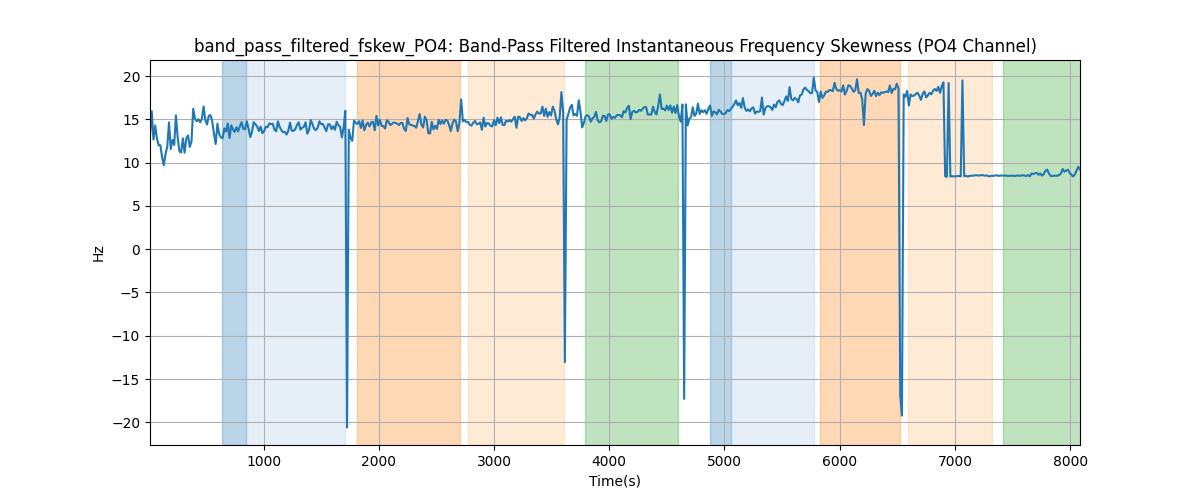 band_pass_filtered_fskew_PO4: Band-Pass Filtered Instantaneous Frequency Skewness (PO4 Channel)
20
15
10
5
0
−5
−10
−15
−20
Hz
1000 2000 3000 4000 5000 6000 7000 8000
Time(s)